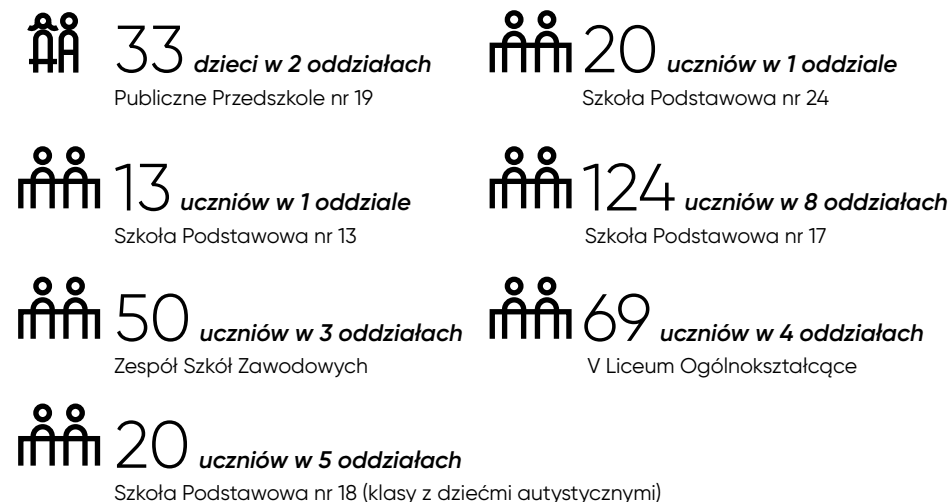 33 dzieci w 2 oddziałach
Publiczne Przedszkole nr 19
20 uczniów w 1 oddziale
Szkoła Podstawowa nr 24
13 uczniów w 1 oddziale
Szkoła Podstawowa nr 13
124 uczniów w 8 oddziałach
Szkoła Podstawowa nr 17
50 uczniów w 3 oddziałach
Zespół Szkół Zawodowych
69 uczniów w 4 oddziałach
V Liceum Ogólnokształcące
20 uczniów w 5 oddziałach
Szkoła Podstawowa nr 18 (klasy z dziećmi autystycznymi)